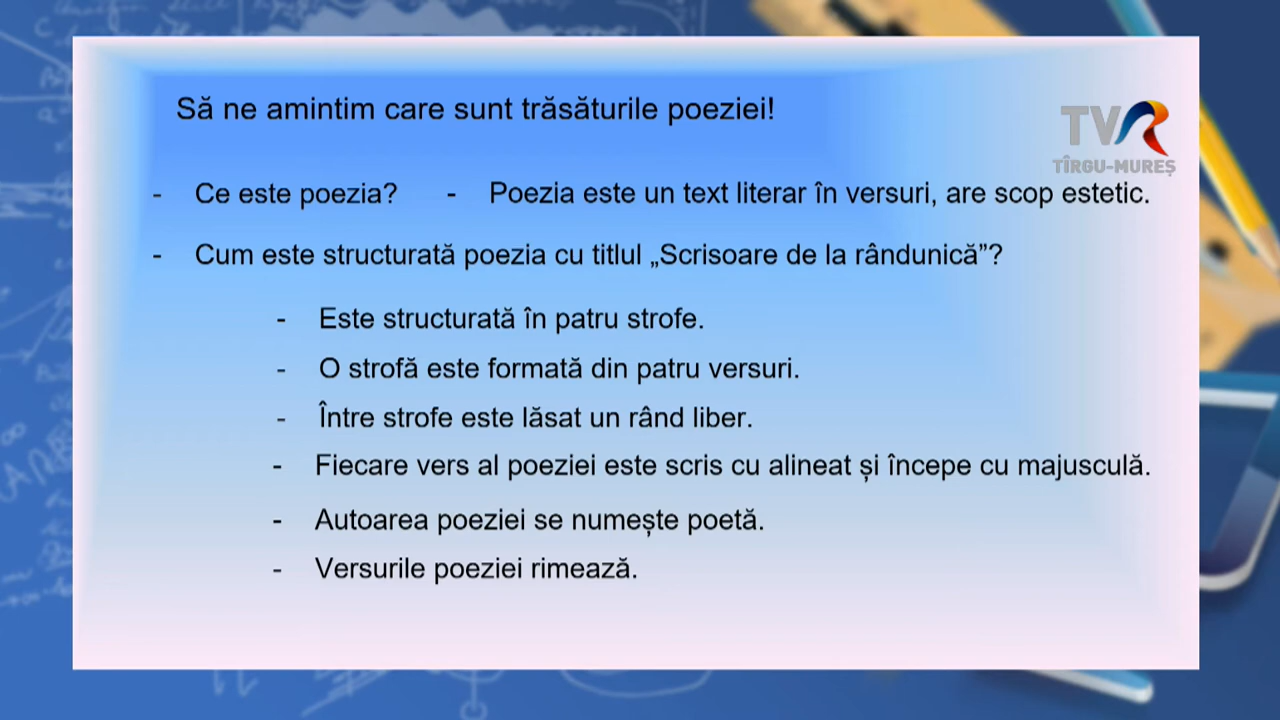 Să ne amintim care sunt trăsăturile poeziei!
TVR
TÎRGU-MUREȘ
- Ce este poezia? - Poezia este un text literar în versuri, are scop estetic.
- Cum este structurată poezia cu titlul „Scrisoare de la rândunică”?
- Este structurată în patru strofe.
- O strofă este formată din patru versuri.
- Între strofe este lăsat un rând liber.
- Fiecare vers al poeziei este scris cu alineat și începe cu majusculă.
- Autoarea poeziei se numește poetă.
- Versurile poeziei rimează.